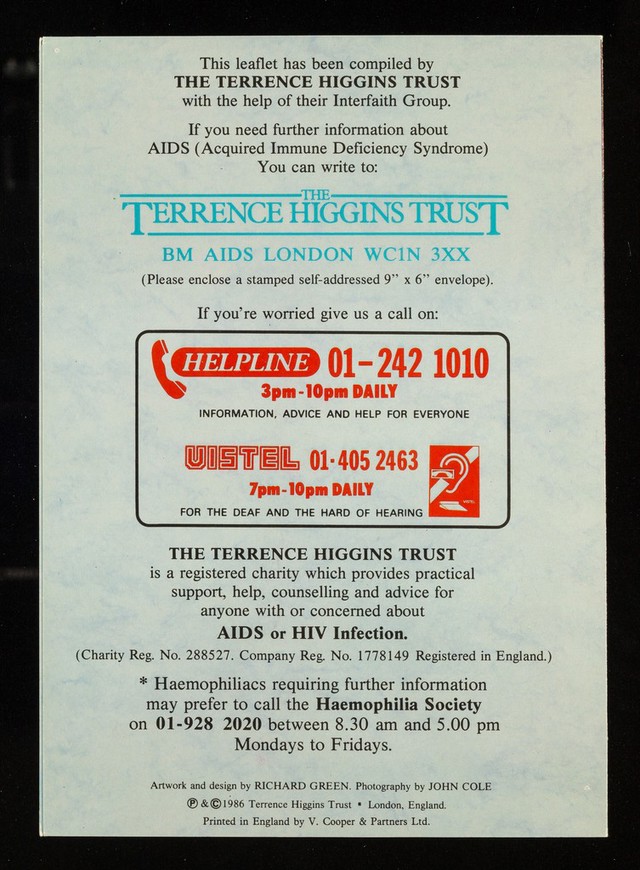 This leaflet has been compiled by
THE TERRENCE HIGGINS TRUST
with the help of their Interfaith Group.
If you need further information about
AIDS (Acquired Immune Deficiency Syndrome)
You can write to:
THE
TERRENCE HIGGINS TRUST
BM AIDS LONDON WC1N 3XX
(Please enclose a stamped self-addressed 9" x 6" envelope).
If you're worried give us a call on:
HELPLINE 01-242 1010
3pm-10pm DAILY
INFORMATION, ADVICE AND HELP FOR EVERYONE
VISTEL 01·405 2463
7pm-10pm DAILY
VISTEL
FOR THE DEAF AND THE HARD OF HEARING
THE TERRENCE HIGGINS TRUST
is a registered charity which provides practical
support, help, counselling and advice for
anyone with or concerned about
AIDS or HIV Infection.
(Charity Reg. No. 288527. Company Reg. No. 1778149 Registered in England.)
* Haemophiliacs requiring further information
may prefer to call the Haemophilia Society
on 01-928 2020 between 8.30 am and 5.00 pm
Mondays to Fridays.
Artwork and design by RICHARD GREEN. Photography by JOHN COLE
℗ & ©1986 Terrence Higgins Trust • London, England.
Printed in England by V. Cooper & Partners Ltd.